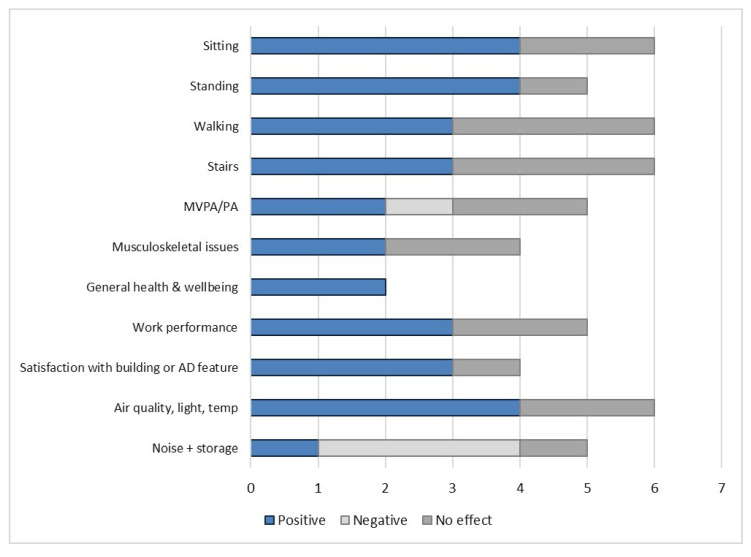 Sitting
Standing
Walking
Stairs
MVPA/PA
Musculoskeletal issues
General health & wellbeing
Work performance
Satisfaction with building or AD feature
Air quality, light, temp
Noise + storage
0 1 2 3 4 5 6 7
Positive Negative No effect